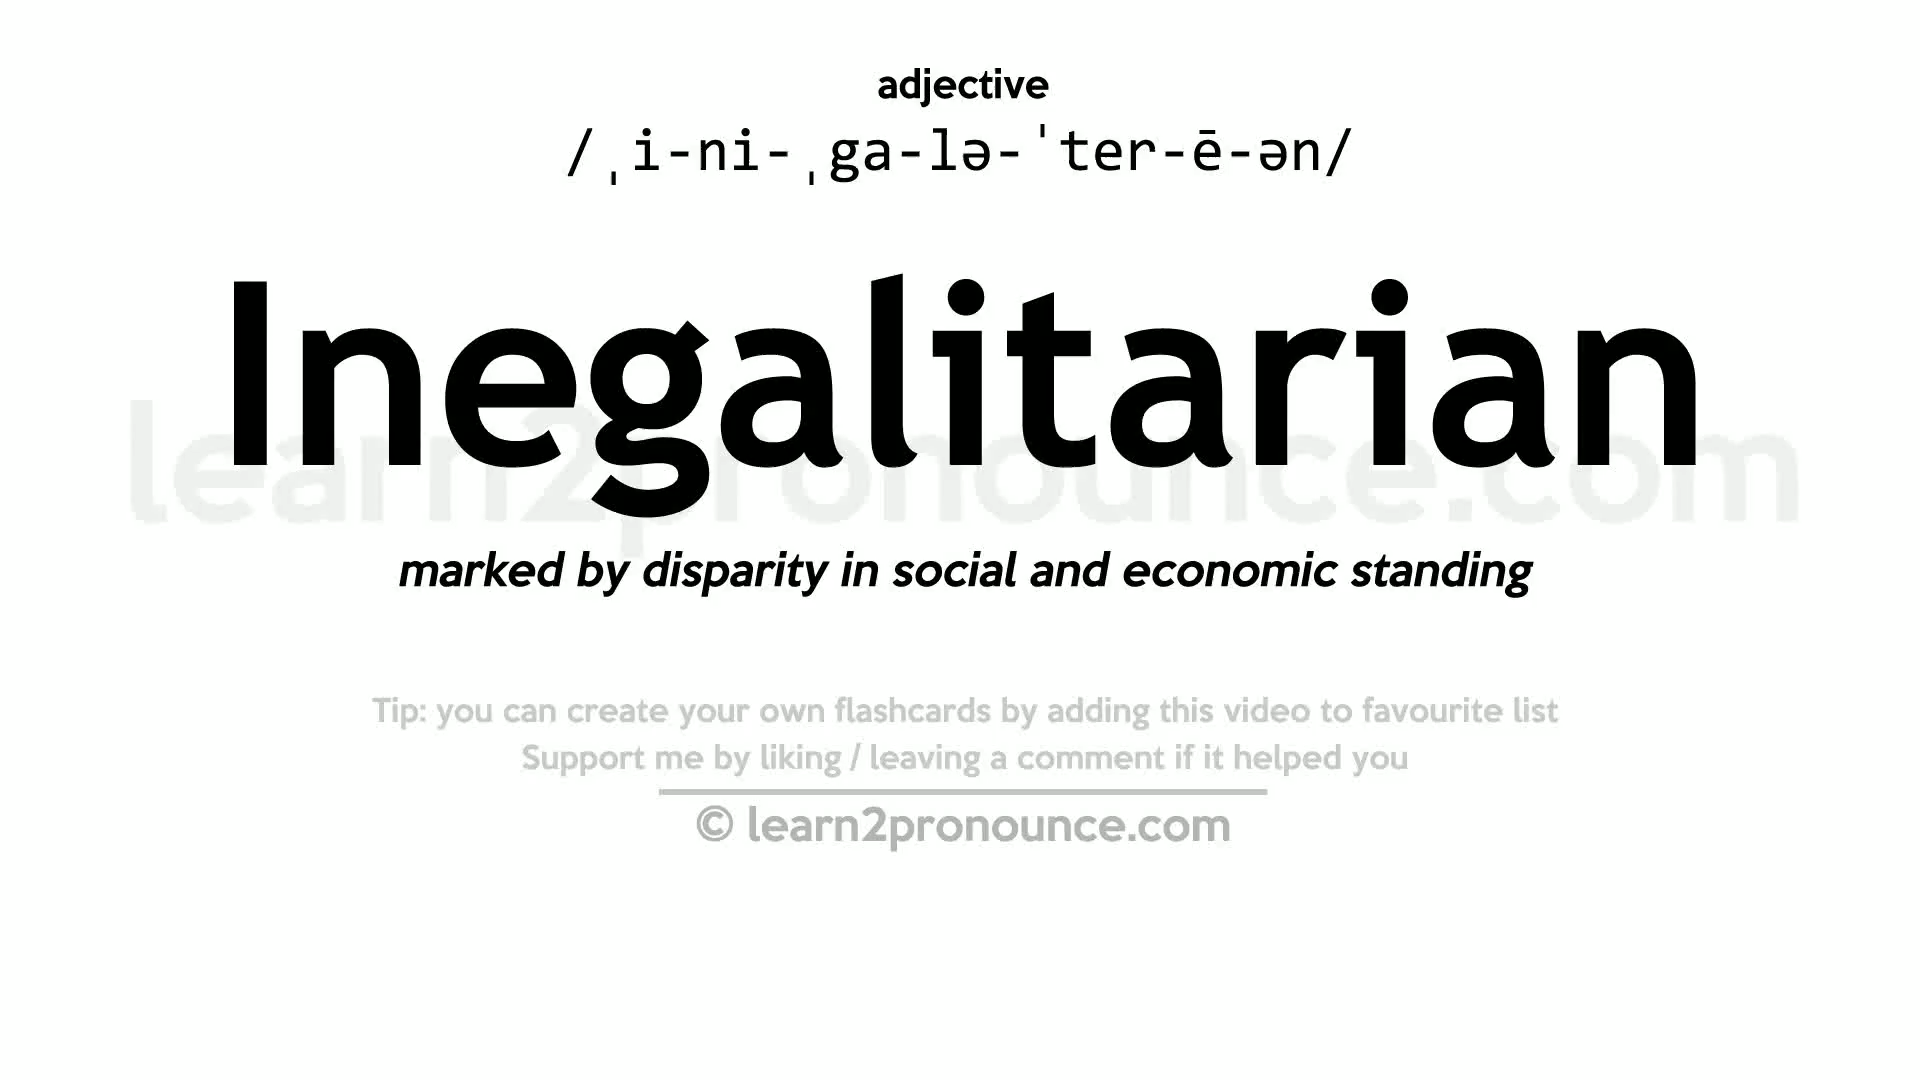 adjective
/ˌi-ni-ˌga-lə-ˈter-ē-ən/
Inegalitarian
learn2pronounce.com
marked by disparity in social and economic standing
Tip: you can create your own flashcards by adding this video to favourite list
Support me by liking / leaving a comment if it helped you
© learn2pronounce.com